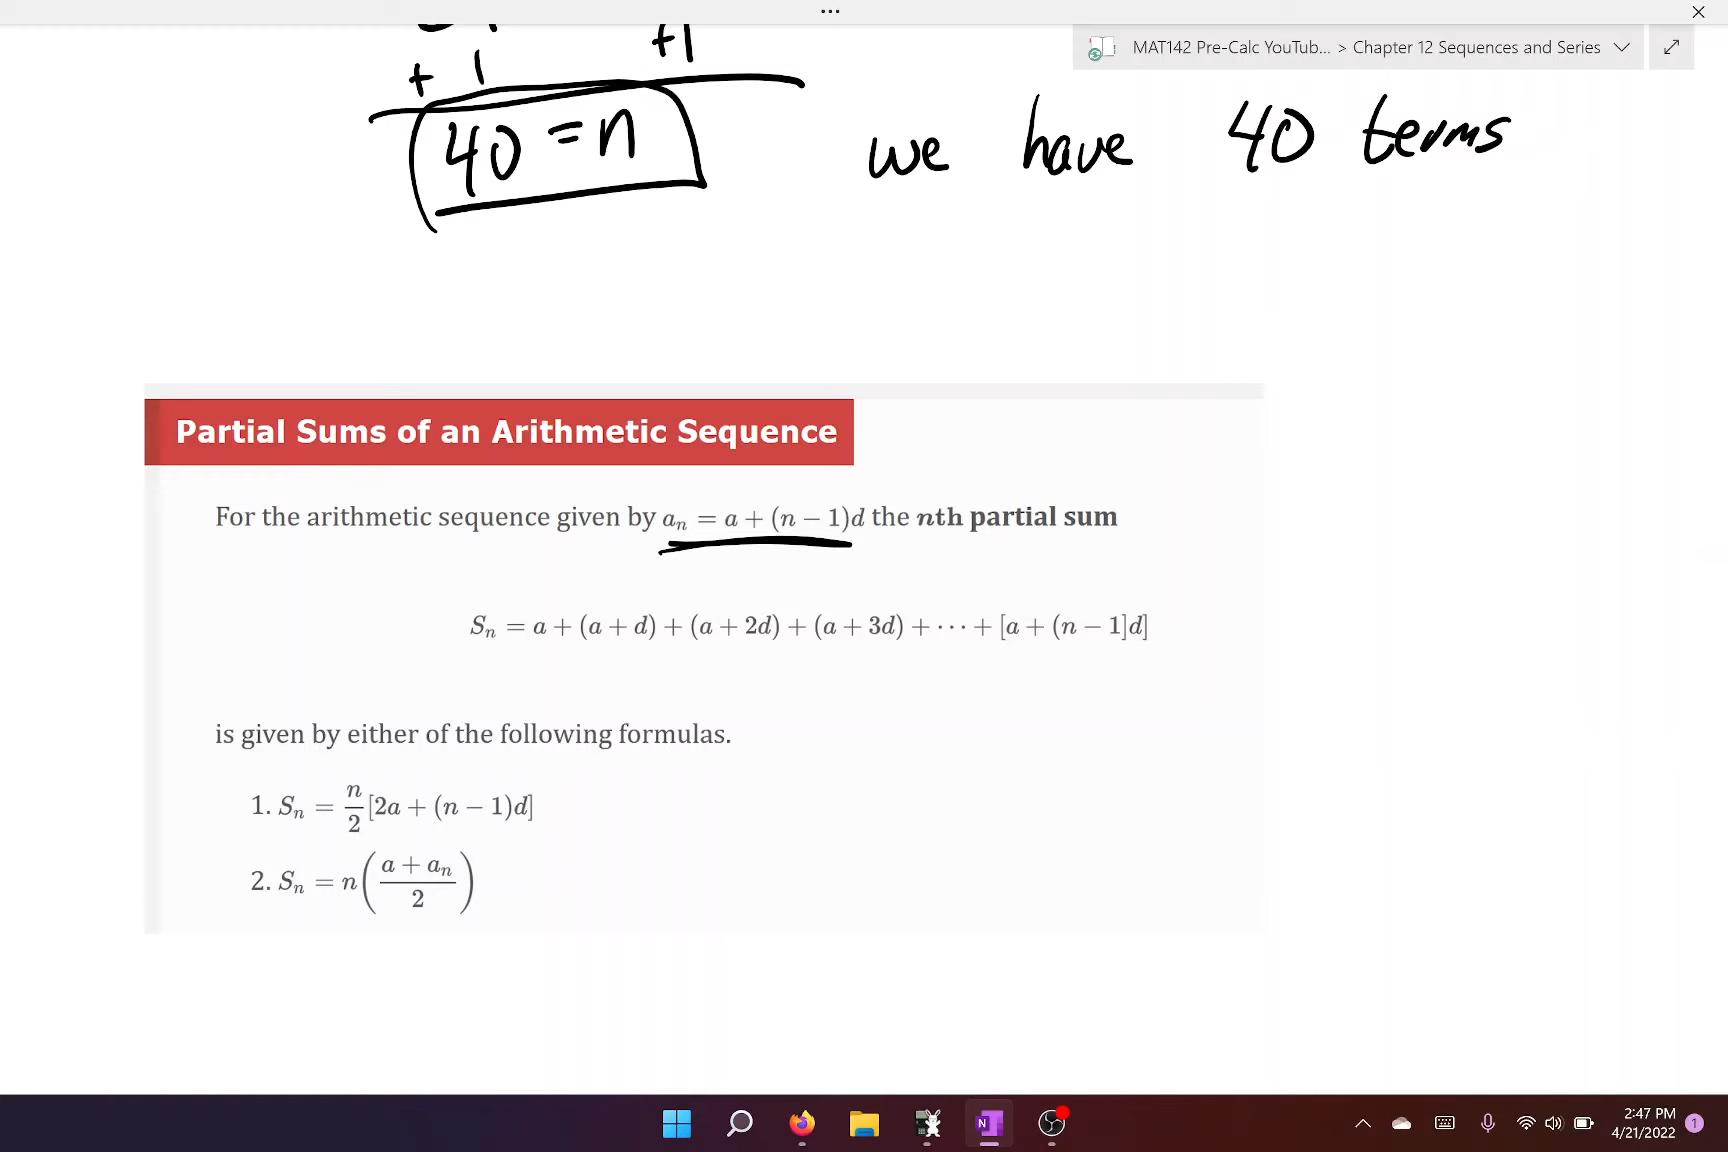 ...
MAT142 Pre-Calc YouTub... > Chapter 12 Sequences and Series
+1
+ 1
40 = n
we have 40 terms
Partial Sums of an Arithmetic Sequence
For the arithmetic sequence given by aₙ = a + (n − 1)d the nth partial sum
Sₙ = a + (a + d) + (a + 2d) + (a + 3d) + ⋯ + [a + (n − 1]d]
is given by either of the following formulas.
1. Sₙ = n/2 [2a + (n − 1)d]
2. Sₙ = n((a + aₙ)/2)
2:47 PM
4/21/2022
1